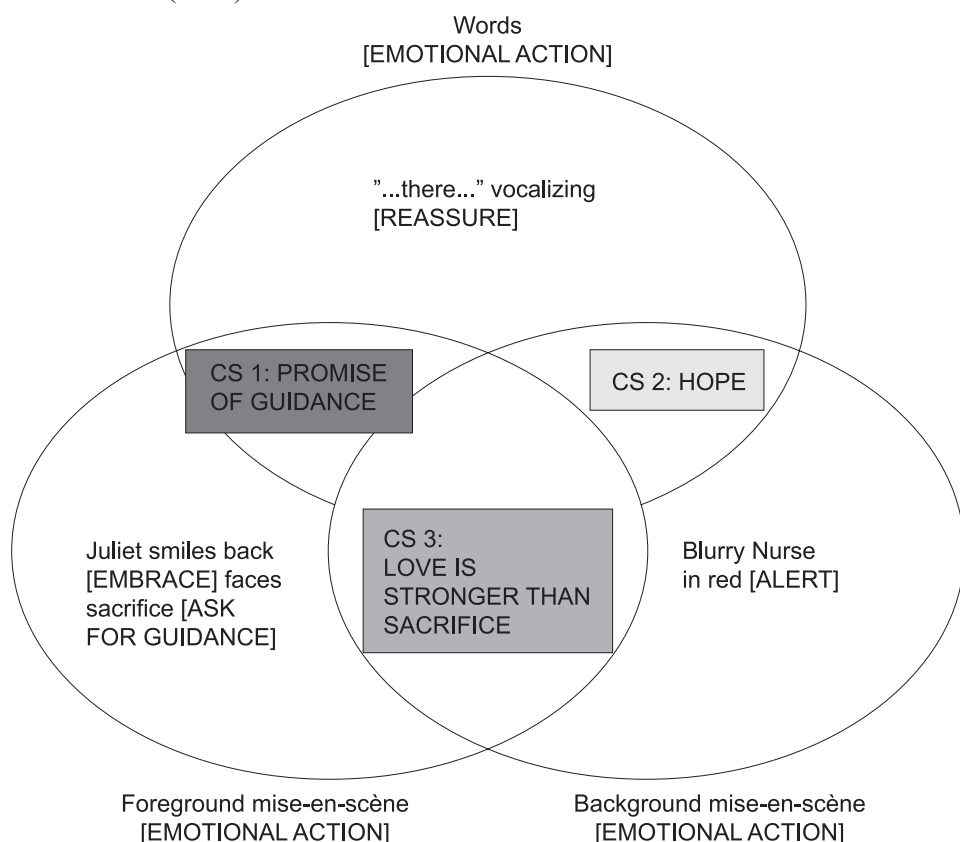 Words
[EMOTIONAL ACTION]
"...there..." vocalizing
[REASSURE]
CS 1: PROMISE
OF GUIDANCE
CS 2: HOPE
Juliet smiles back
[EMBRACE] faces
sacrifice [ASK
FOR GUIDANCE]
CS 3:
LOVE IS
STRONGER THAN
SACRIFICE
Blurry Nurse
in red [ALERT]
Foreground mise-en-scène
[EMOTIONAL ACTION]
Background mise-en-scène
[EMOTIONAL ACTION]